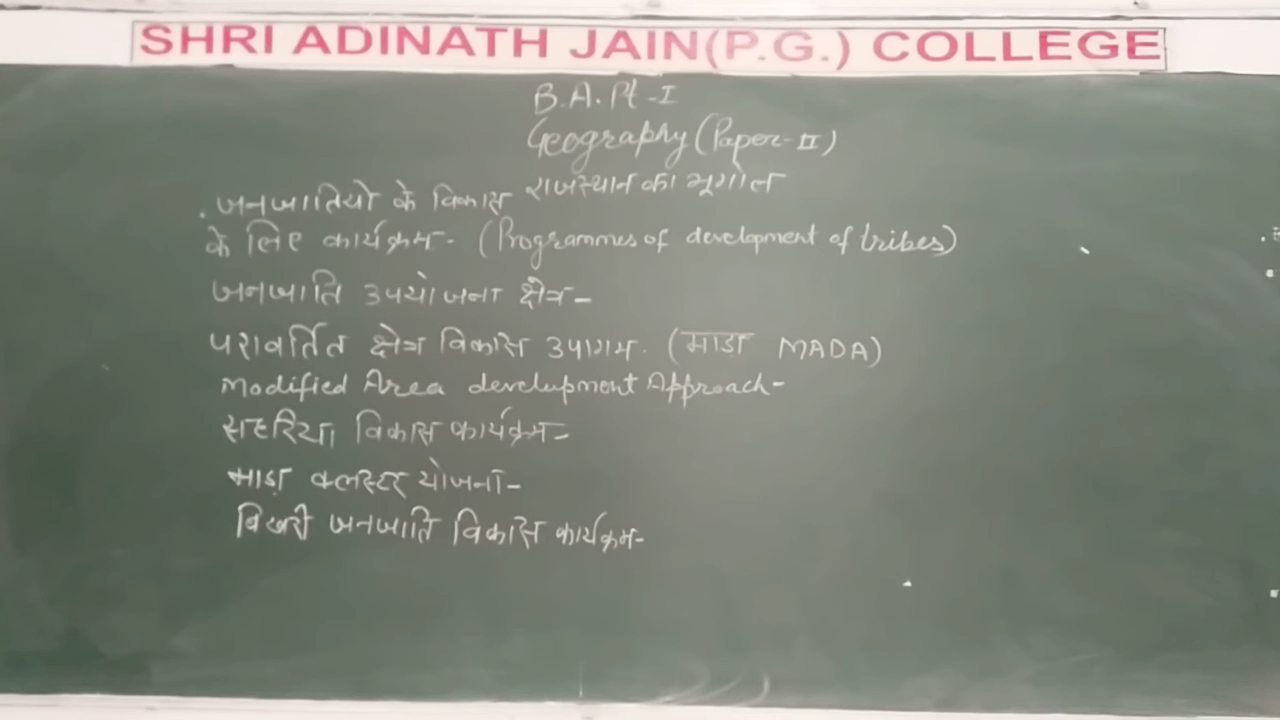 SHRI ADINATH JAIN(P.G.) COLLEGE
B.A. Pt-I
Geography (Paper-II)
राजस्थान का भूगोल
. जनजातियो के विकास
के लिए कार्यक्रम- (Programmes of development of tribes)
जनजाति उपयोजना क्षेत्र-
परावर्तित क्षेत्र विकास उपागम. (माडा MADA)
Modified Area development Approach-
सहरिया विकास कार्यक्रम-
माडा क्लस्टर योजना-
बिखरी जनजाति विकास कार्यक्रम-